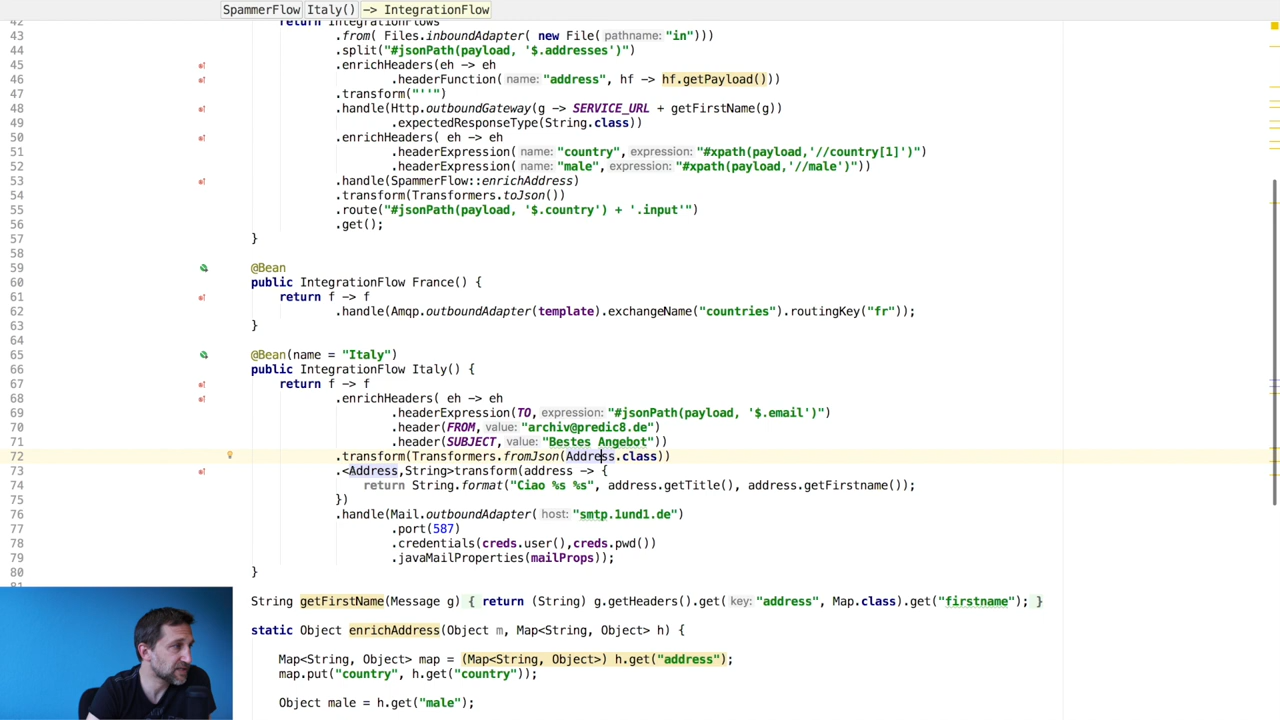 SpammerFlow Italy() -> IntegrationFlow
42 return IntegrationFlows
43 .from( Files.inboundAdapter( new File( pathname: "in")))
44 .split("#jsonPath(payload, '$.addresses')")
45 .enrichHeaders(eh -> eh
46 .headerFunction( name: "address", hf -> hf.getPayload()))
47 .transform("''")
48 .handle(Http.outboundGateway(g -> SERVICE_URL + getFirstName(g))
49 .expectedResponseType(String.class))
50 .enrichHeaders( eh -> eh
51 .headerExpression( name: "country", expression: "#xpath(payload,'//country[1]')")
52 .headerExpression( name: "male", expression: "#xpath(payload,'//male')"))
53 .handle(SpammerFlow::enrichAddress)
54 .transform(Transformers.toJson())
55 .route("#jsonPath(payload, '$.country') + '.input'")
56 .get();
57 }
58
59 @Bean
60 public IntegrationFlow France() {
61 return f -> f
62 .handle(Amqp.outboundAdapter(template).exchangeName("countries").routingKey("fr"));
63 }
64
65 @Bean(name = "Italy")
66 public IntegrationFlow Italy() {
67 return f -> f
68 .enrichHeaders( eh -> eh
69 .headerExpression(TO, expression: "#jsonPath(payload, '$.email')")
70 .header(FROM, value: "archiv@predic8.de")
71 .header(SUBJECT, value: "Bestes Angebot"))
72 .transform(Transformers.fromJson(Address.class))
73 .<Address,String>transform(address -> {
74 return String.format("Ciao %s %s", address.getTitle(), address.getFirstname());
75 })
76 .handle(Mail.outboundAdapter( host: "smtp.1und1.de")
77 .port(587)
78 .credentials(creds.user(),creds.pwd())
79 .javaMailProperties(mailProps));
80 }
81
String getFirstName(Message g) { return (String) g.getHeaders().get( key: "address", Map.class).get("firstname"); }
static Object enrichAddress(Object m, Map<String, Object> h) {
Map<String, Object> map = (Map<String, Object>) h.get("address");
map.put("country", h.get("country"));
Object male = h.get("male");